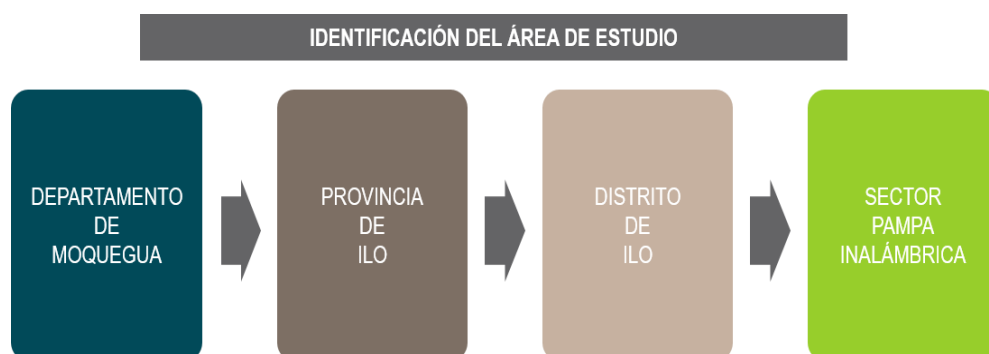 IDENTIFICACIÓN DEL ÁREA DE ESTUDIO
DEPARTAMENTO
DE
MOQUEGUA
PROVINCIA
DE
ILO
DISTRITO
DE
ILO
SECTOR
PAMPA
INALÁMBRICA